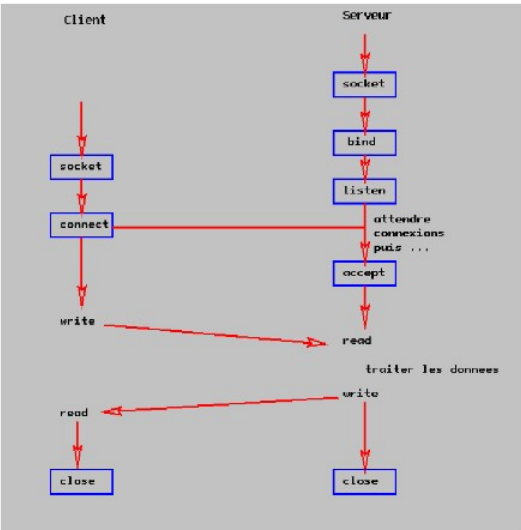 Client
Serveur
socket
bind
socket
listen
connect
attendre
connexions
puis ...
accept
write
read
traiter les donnees
write
read
close
close